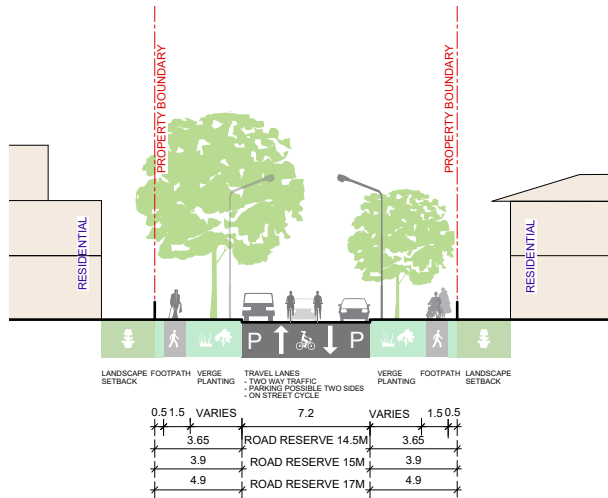 PROPERTY BOUNDARY
PROPERTY BOUNDARY
RESIDENTIAL
RESIDENTIAL
P P
LANDSCAPE SETBACK
FOOTPATH
VERGE PLANTING
TRAVEL LANES
- TWO WAY TRAFFIC
- PARKING POSSIBLE TWO SIDES
- ON STREET CYCLE
VERGE PLANTING
FOOTPATH
LANDSCAPE SETBACK
0.5 1.5 VARIES 7.2 VARIES 1.5 0.5
3.65 ROAD RESERVE 14.5M 3.65
3.9 ROAD RESERVE 15M 3.9
4.9 ROAD RESERVE 17M 4.9